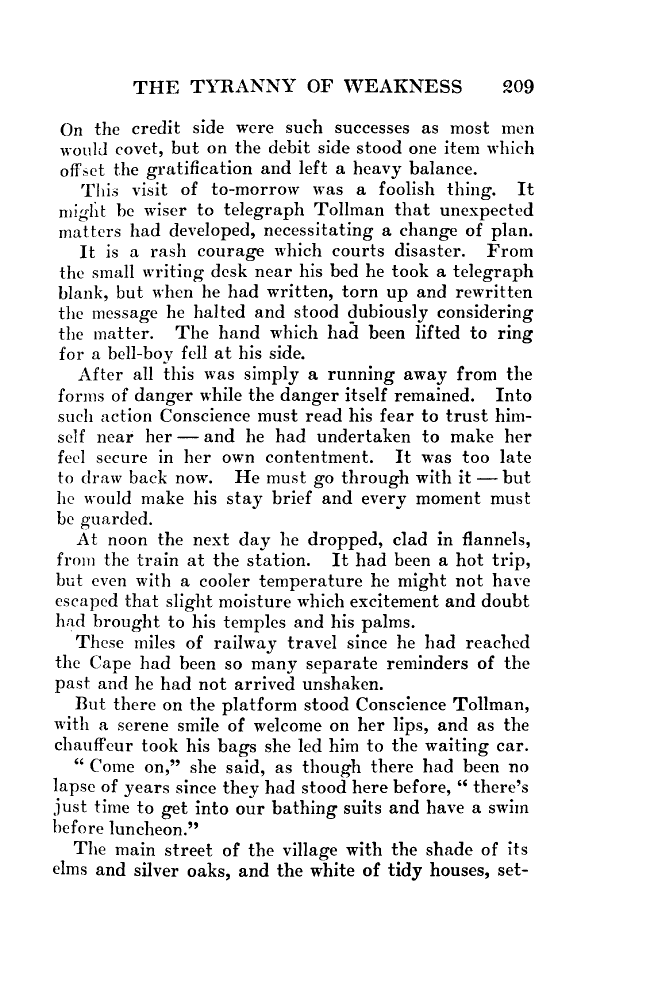 THE TYRANNY OF WEAKNESS 209
On the credit side were such successes as most men
would covet, but on the debit side stood one item which
offset the gratification and left a heavy balance.
This visit of to-morrow was a foolish thing. It
might be wiser to telegraph Tollman that unexpected
matters had developed, necessitating a change of plan.
It is a rash courage which courts disaster. From
the small writing desk near his bed he took a telegraph
blank, but when he had written, torn up and rewritten
the message he halted and stood dubiously considering
the matter. The hand which had been lifted to ring
for a bell-boy fell at his side.
After all this was simply a running away from the
forms of danger while the danger itself remained. Into
such action Conscience must read his fear to trust him-
self near her — and he had undertaken to make her
feel secure in her own contentment. It was too late
to draw back now. He must go through with it — but
he would make his stay brief and every moment must
be guarded.
At noon the next day he dropped, clad in flannels,
from the train at the station. It had been a hot trip,
but even with a cooler temperature he might not have
escaped that slight moisture which excitement and doubt
had brought to his temples and his palms.
These miles of railway travel since he had reached
the Cape had been so many separate reminders of the
past and he had not arrived unshaken.
But there on the platform stood Conscience Tollman,
with a serene smile of welcome on her lips, and as the
chauffeur took his bags she led him to the waiting car.
“ Come on,” she said, as though there had been no
lapse of years since they had stood here before, “ there's
just time to get into our bathing suits and have a swim
before luncheon.”
The main street of the village with the shade of its
elms and silver oaks, and the white of tidy houses, set-